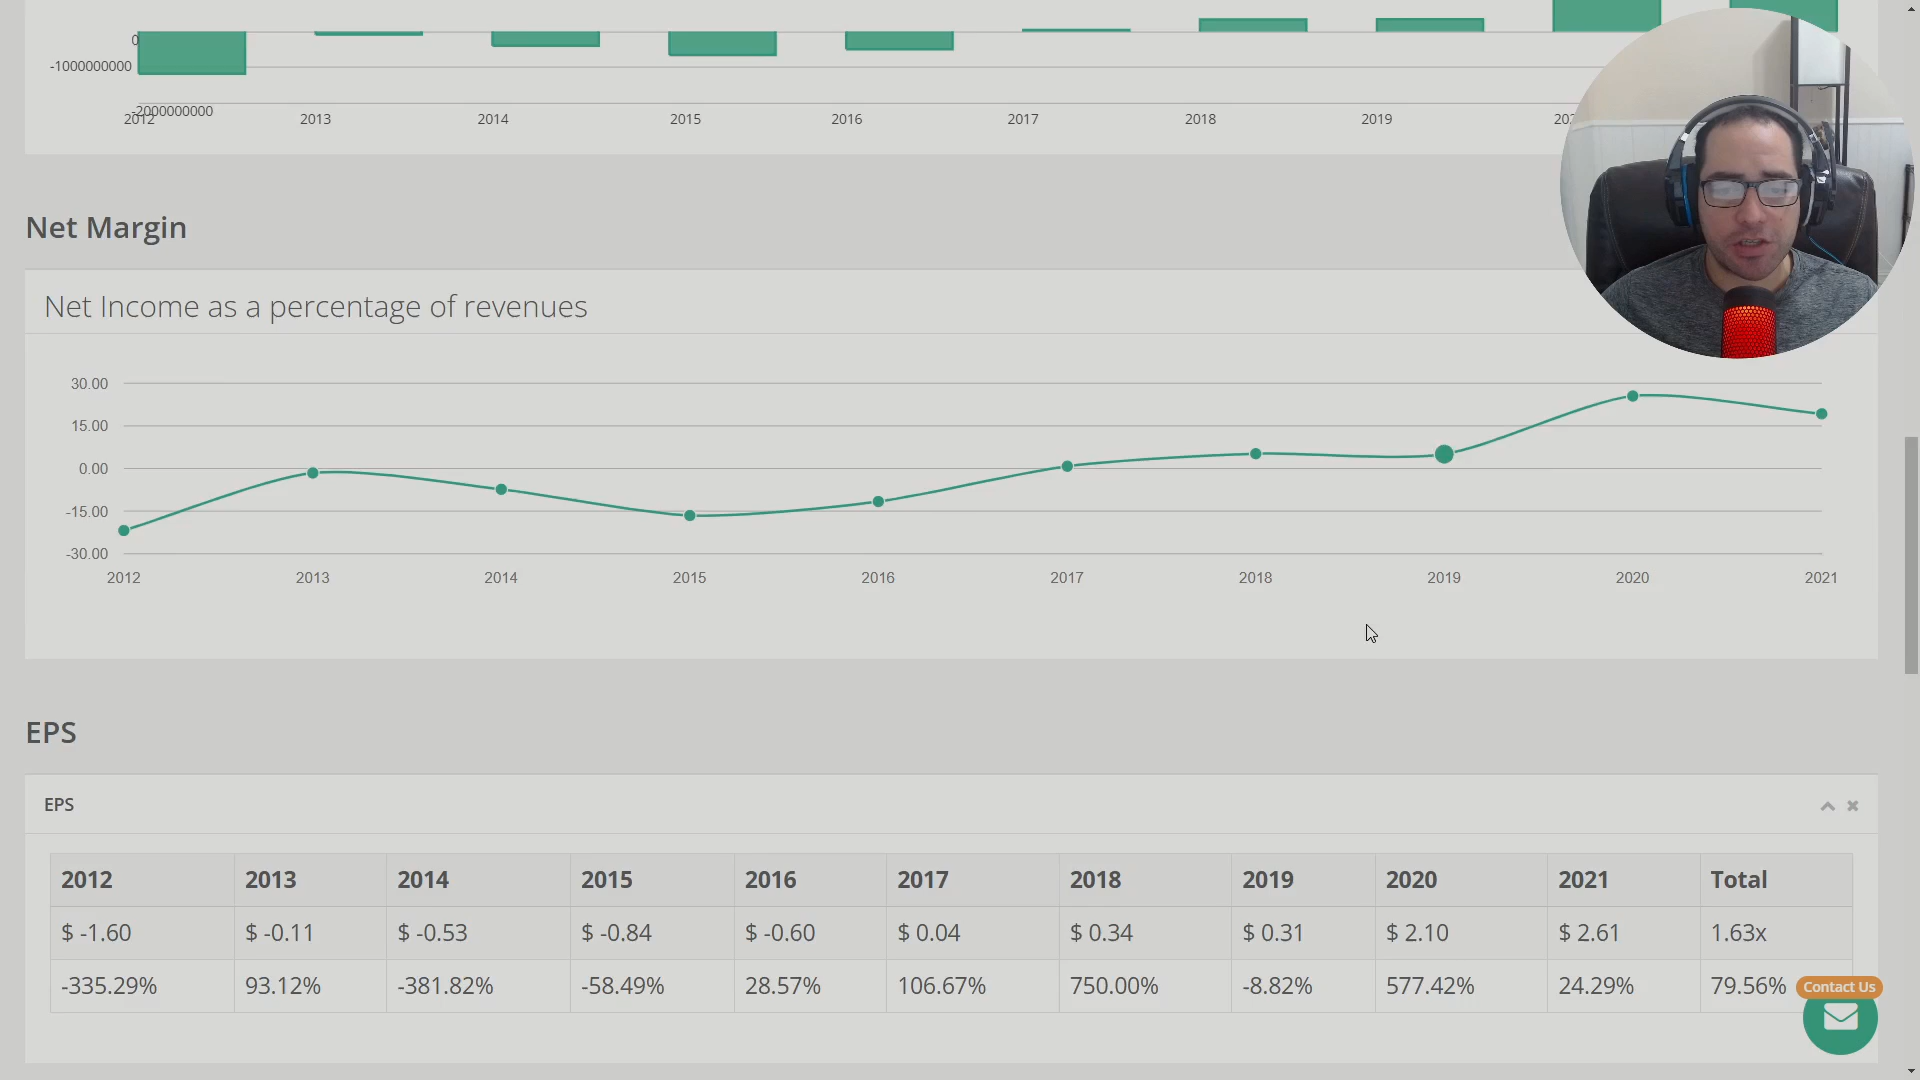 0
-1000000000
-2000000000
2012 2013 2014 2015 2016 2017 2018 2019
Net Margin
Net Income as a percentage of revenues
30.00
15.00
0.00
-15.00
-30.00
2012 2013 2014 2015 2016 2017 2018 2019 2020 2021
EPS
EPS
2012 2013 2014 2015 2016 2017 2018 2019 2020 2021 Total
$ -1.60 $ -0.11 $ -0.53 $ -0.84 $ -0.60 $ 0.04 $ 0.34 $ 0.31 $ 2.10 $ 2.61 1.63x
-335.29% 93.12% -381.82% -58.49% 28.57% 106.67% 750.00% -8.82% 577.42% 24.29% 79.56%
Contact Us